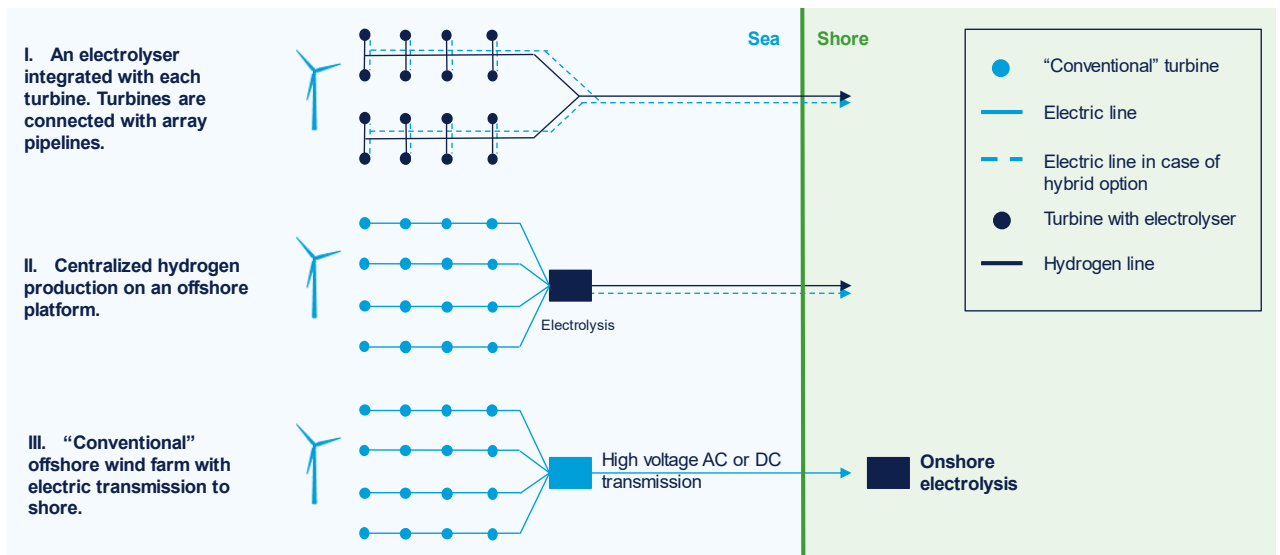 I. An electrolyser
integrated with each
turbine. Turbines are
connected with array
pipelines.
Sea
Shore
“Conventional” turbine
Electric line
Electric line in case of
hybrid option
Turbine with electrolyser
Hydrogen line
II. Centralized hydrogen
production on an offshore
platform.
Electrolysis
III. “Conventional”
offshore wind farm with
electric transmission to
shore.
High voltage AC or DC
transmission
Onshore
electrolysis